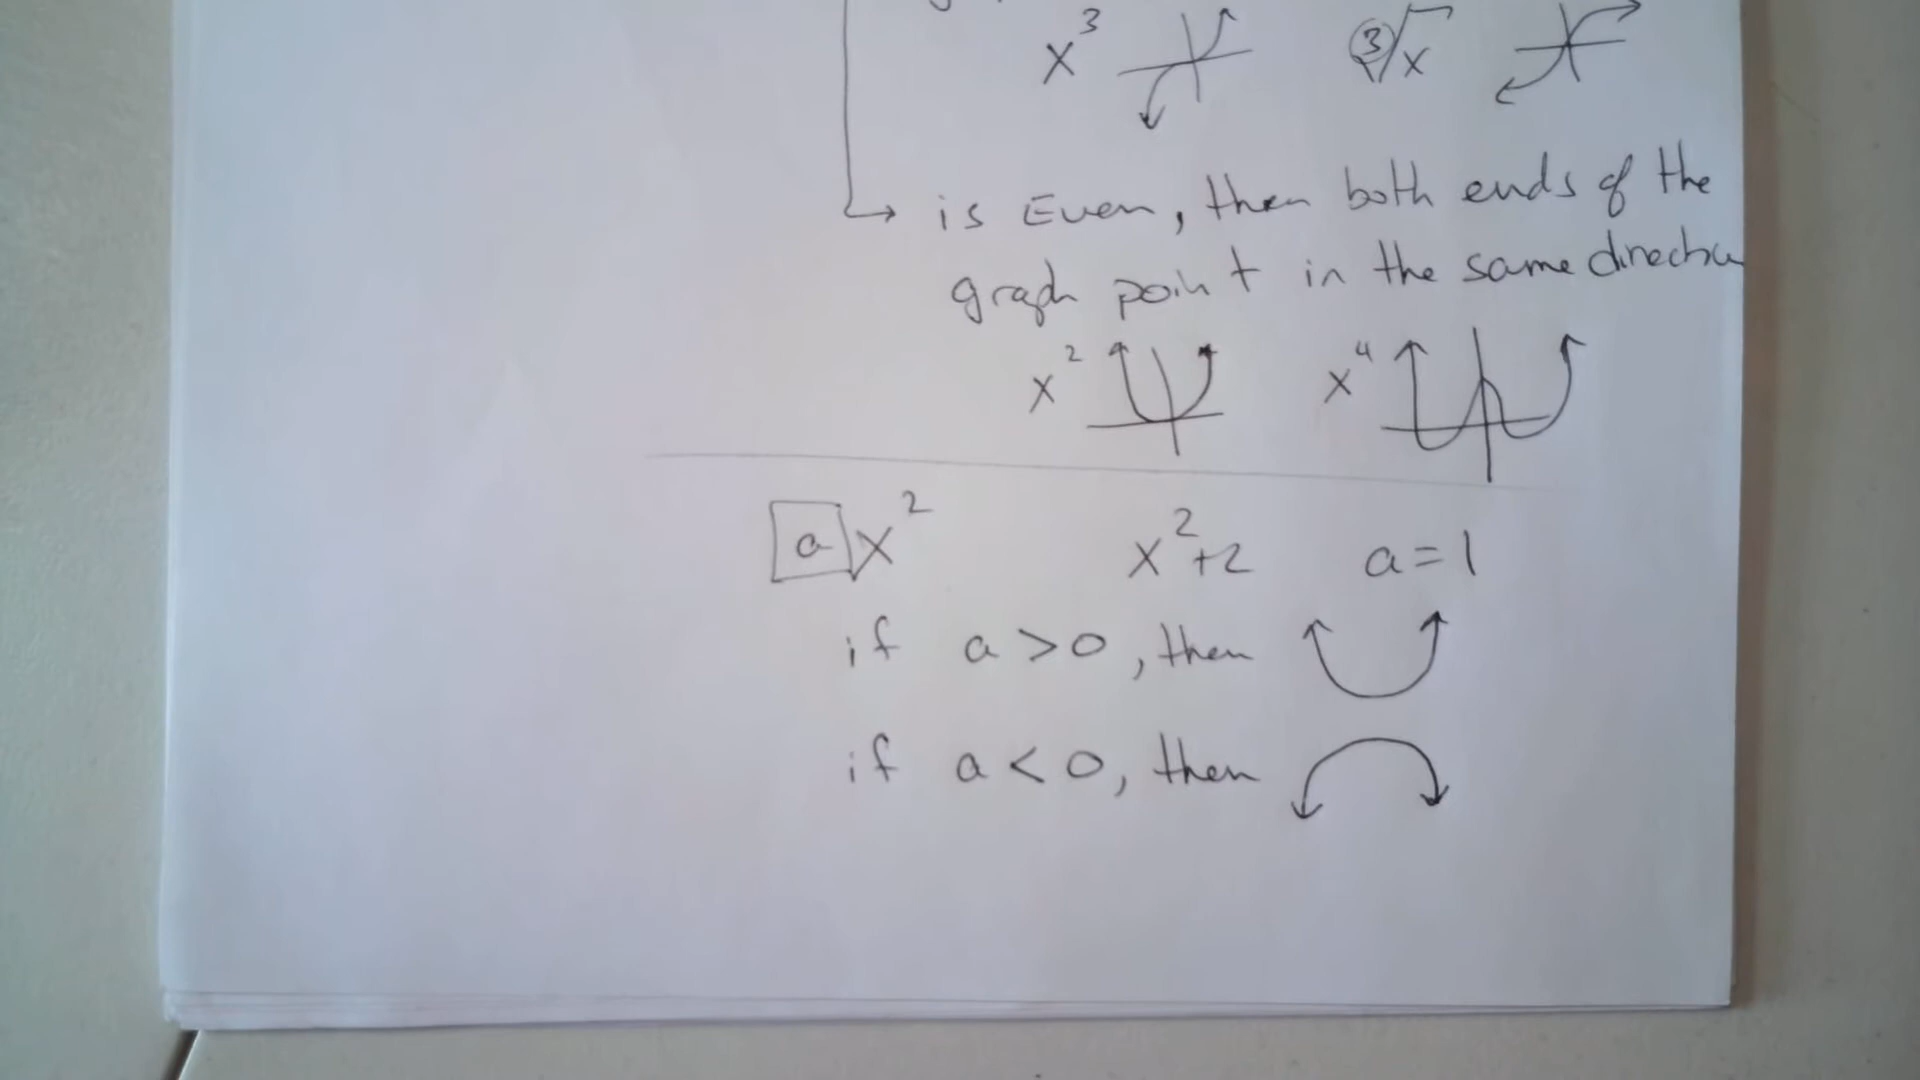 x³ ∛x
is Even, then both ends of the
graph point in the same direction
x² x⁴
ax² x²+2 a=1
if a>0, then
if a<0, then